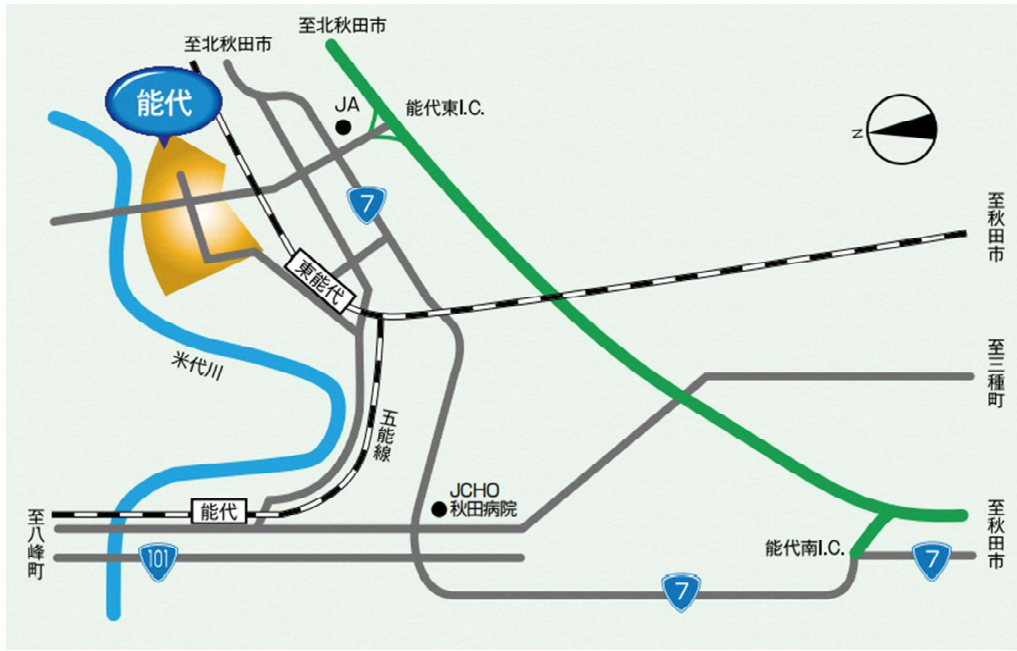 至北秋田市
至北秋田市
能代
JA
能代東I.C.
N
7
至秋田市
東能代
米代川
至三種町
五能線
JCHO
秋田病院
能代
至八峰町
101
能代南I.C.
7
7
至秋田市